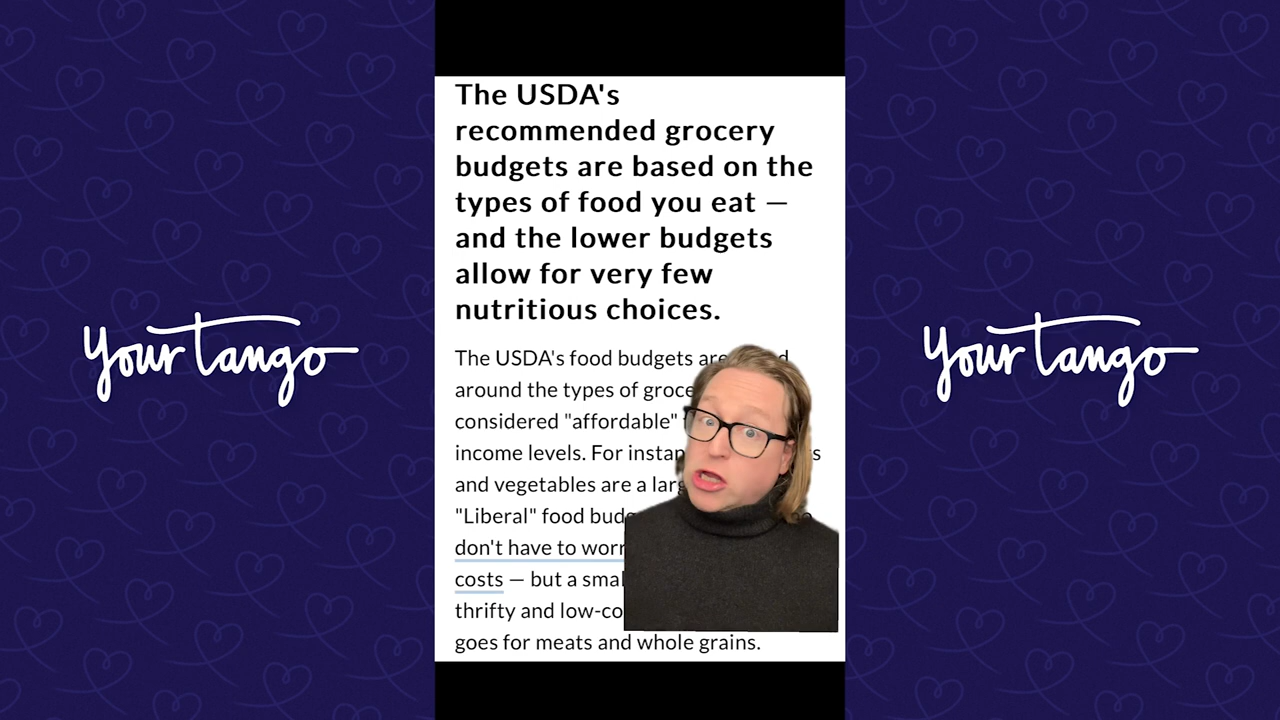 The USDA's
recommended grocery
budgets are based on the
types of food you eat —
and the lower budgets
allow for very few
nutritious choices.
The USDA's food budgets are
around the types of
considered "affordable"
income levels. For
and vegetables are a
"Liberal" food
don't have to
costs — but a
thrifty and
goes for meats and whole grains.
YourTango
YourTango